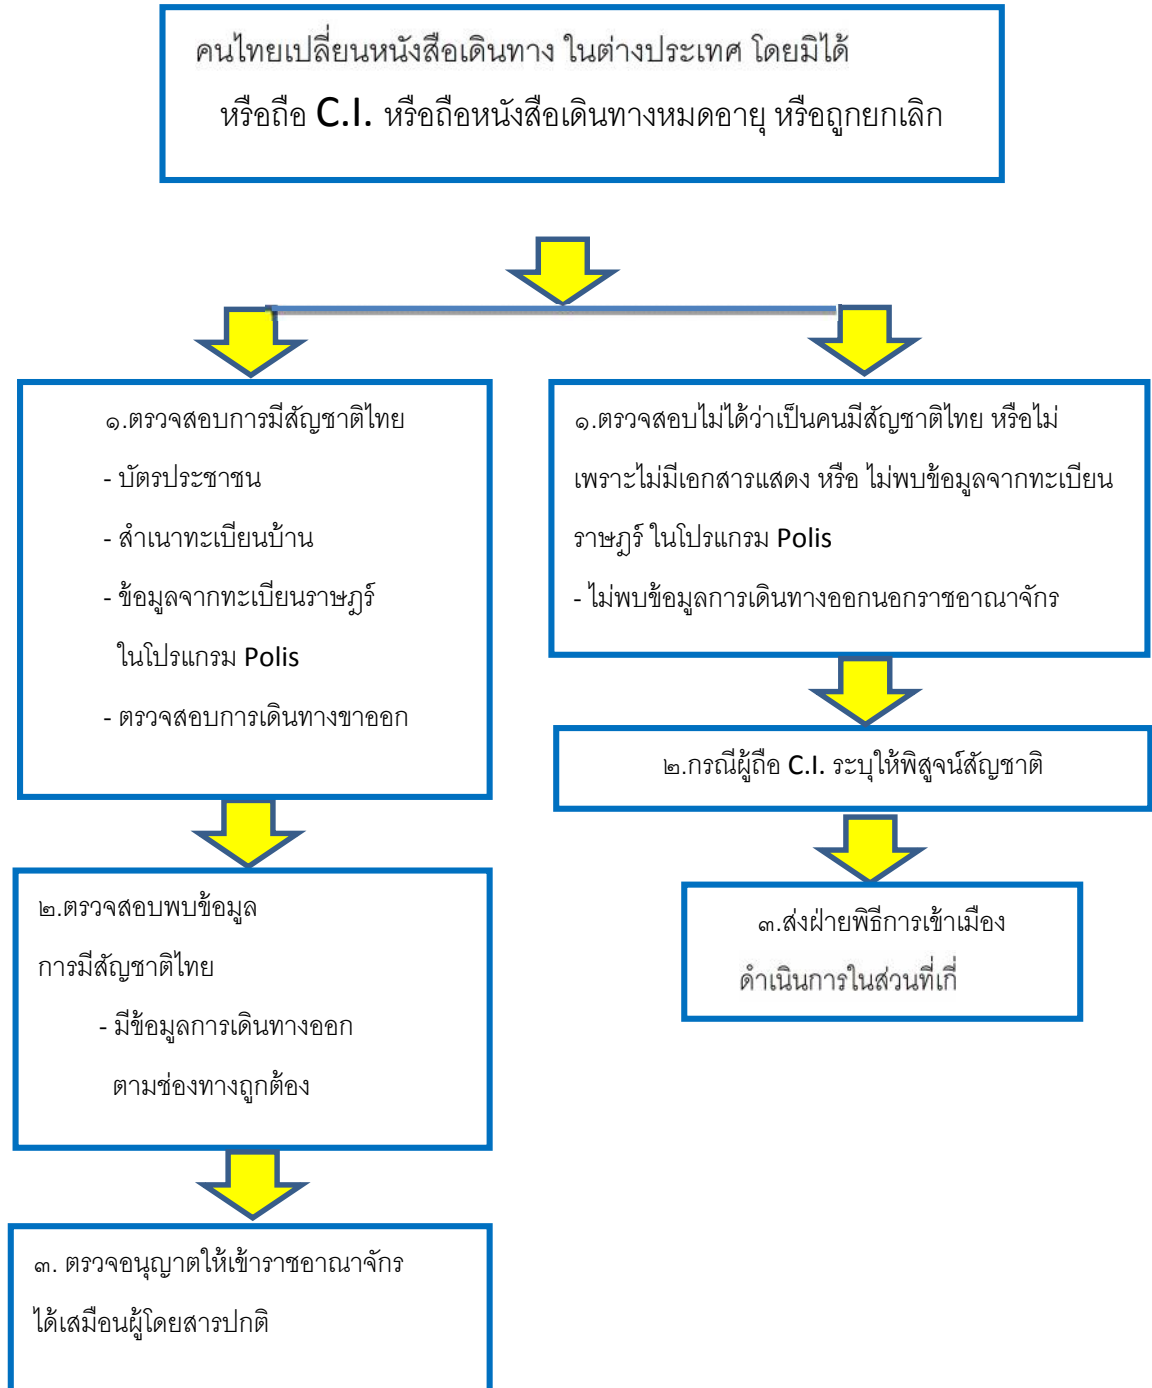 คนไทยเปลี่ยนหนังสือเดินทาง ในต่างประเทศ โดยมิได้
หรือถือ C.I. หรือถือหนังสือเดินทางหมดอายุ หรือถูกยกเลิก
๑.ตรวจสอบการมีสัญชาติไทย
- บัตรประชาชน
- สำเนาทะเบียนบ้าน
- ข้อมูลจากทะเบียนราษฎร์
ในโปรแกรม Polis
- ตรวจสอบการเดินทางขาออก
๒.ตรวจสอบพบข้อมูล
การมีสัญชาติไทย
- มีข้อมูลการเดินทางออก
ตามช่องทางถูกต้อง
๓. ตรวจอนุญาตให้เข้าราชอาณาจักร
ได้เสมือนผู้โดยสารปกติ
๑.ตรวจสอบไม่ได้ว่าเป็นคนมีสัญชาติไทย หรือไม่
เพราะไม่มีเอกสารแสดง หรือ ไม่พบข้อมูลจากทะเบียน
ราษฎร์ ในโปรแกรม Polis
- ไม่พบข้อมูลการเดินทางออกนอกราชอาณาจักร
๒.กรณีผู้ถือ C.I. ระบุให้พิสูจน์สัญชาติ
๓.ส่งฝ่ายพิธีการเข้าเมือง
ดำเนินการในส่วนที่เกี่